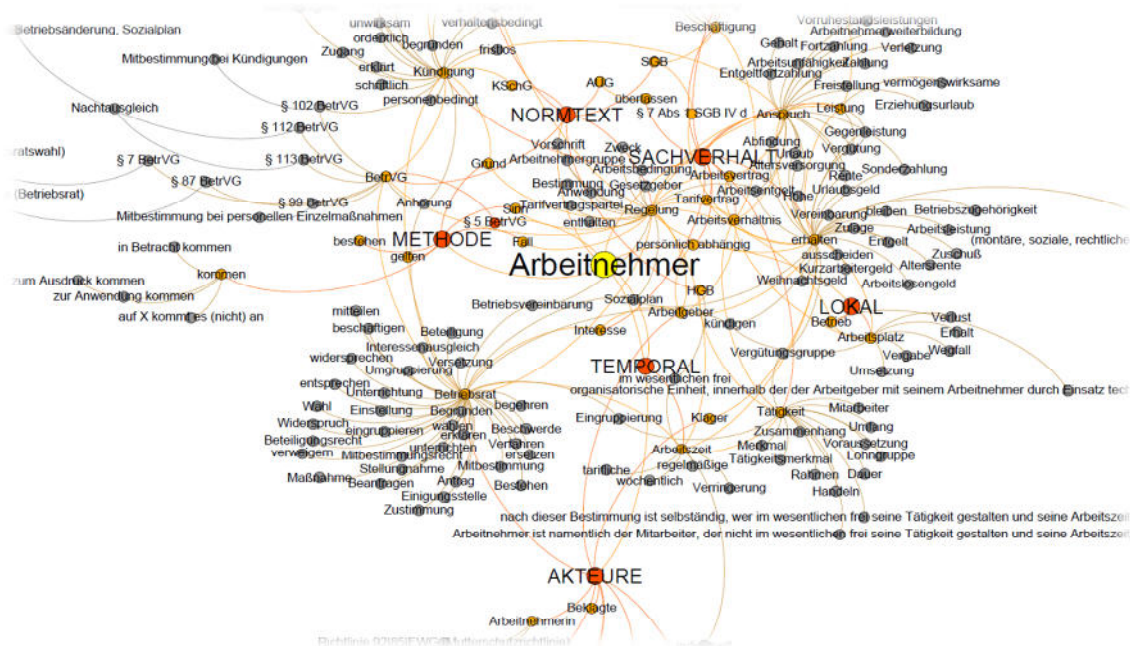 unwirksam
verhaltensbedingt
Beschäftigung
Vorruhestandsleistungen
Betriebsänderung, Sozialplan
ordentlich
begründen
fristlos
Arbeitnehmerweiterbildung
Gehalt
Fortzahlung
Verletzung
Zugang
Mitbestimmung bei Kündigungen
erklärt
Kündigung
SGB
Arbeitsunfähigkeit
Zahlung
Entgeltfortzahlung
schriftlich
KSchG
AUG
Freistellung
vermögenswirksame
personenbedingt
überlassen
Nachtausgleich
§ 102 BetrVG
NORMTEXT
§ 7 Abs 1 SGB IV d
Anspruch
Leistung
Erziehungsurlaub
§ 112 BetrVG
Vorschrift
Zweck
Gegenleistung
Abfindung
Vergütung
ratswahl)
§ 7 BetrVG
§ 113 BetrVG
Grund
Arbeitnehmergruppe
SACHVERHALT
Urlaub
Arbeitsbedingung
Altersversorgung
Sonderzahlung
§ 87 BetrVG
BetrVG
Bestimmung
Gesetzgeber
Arbeitsvertrag
Rente
(Betriebsrat)
Anwendung
Arbeitsentgelt
Höhe
Urlaubsgeld
§ 99 BetrVG
Anhörung
Sinn
Tarifvertragspartei
Regelung
Tarifvertrag
Mitbestimmung bei personellen Einzelmaßnahmen
§ 5 BetrVG
enthalten
Arbeitsverhältnis
Vereinbarung
bleiben
Betriebszugehörigkeit
Zulage
Arbeitsleistung
in Betracht kommen
bestehen
METHODE
Fall
persönlich abhängig
erhalten
Entgelt
(montäre, soziale, rechtliche
gelten
ausscheiden
Zuschuß
kommen
Arbeitnehmer
Kurzarbeitergeld
Altersrente
zum Ausdruck kommen
Weihnachtsgeld
Arbeitslosengeld
zur Anwendung kommen
HGB
Betriebsvereinbarung
Sozialplan
LOKAL
auf X kommt es (nicht) an
mitteilen
Arbeitgeber
Verlust
beschäftigen
Beteiligung
Interesse
kündigen
Betrieb
Erhalt
Interessenausgleich
Arbeitsplatz
widersprechen
Versetzung
Vergütungsgruppe
Vergabe
Wegfall
Umgruppierung
TEMPORAL
Umsetzung
entsprechen
im wesentlichen frei
Unterrichtung
Betriebsrat
organisatorische Einheit, innerhalb der der Arbeitgeber mit seinem Arbeitnehmer durch Einsatz tech
Wahl
Einstellung
Begründen
begehren
Eingruppierung
Kläger
Tätigkeit
Mitarbeiter
Widerspruch
eingruppieren
wählen
Beschwerde
Zusammenhang
Umfang
Beteiligungsrecht
erklären
Verfahren
Merkmal
Voraussetzung
verweigern
Mitbestimmungsrecht
unterrichten
ersetzen
Arbeitszeit
Tätigkeitsmerkmal
Lohngruppe
Maßnahme
Stellungnahme
Mitbestimmung
tarifliche
regelmäßige
Rahmen
Dauer
Beantragen
Antrag
Bestehen
wöchentlich
Verringerung
Handeln
Einigungsstelle
Zustimmung
nach dieser Bestimmung ist selbständig, wer im wesentlichen frei seine Tätigkeit gestalten und seine Arbeitszei
Arbeitnehmer ist namentlich der Mitarbeiter, der nicht im wesentlichen frei seine Tätigkeit gestalten und seine Arbeitszei
AKTEURE
Beklagte
Arbeitnehmerin